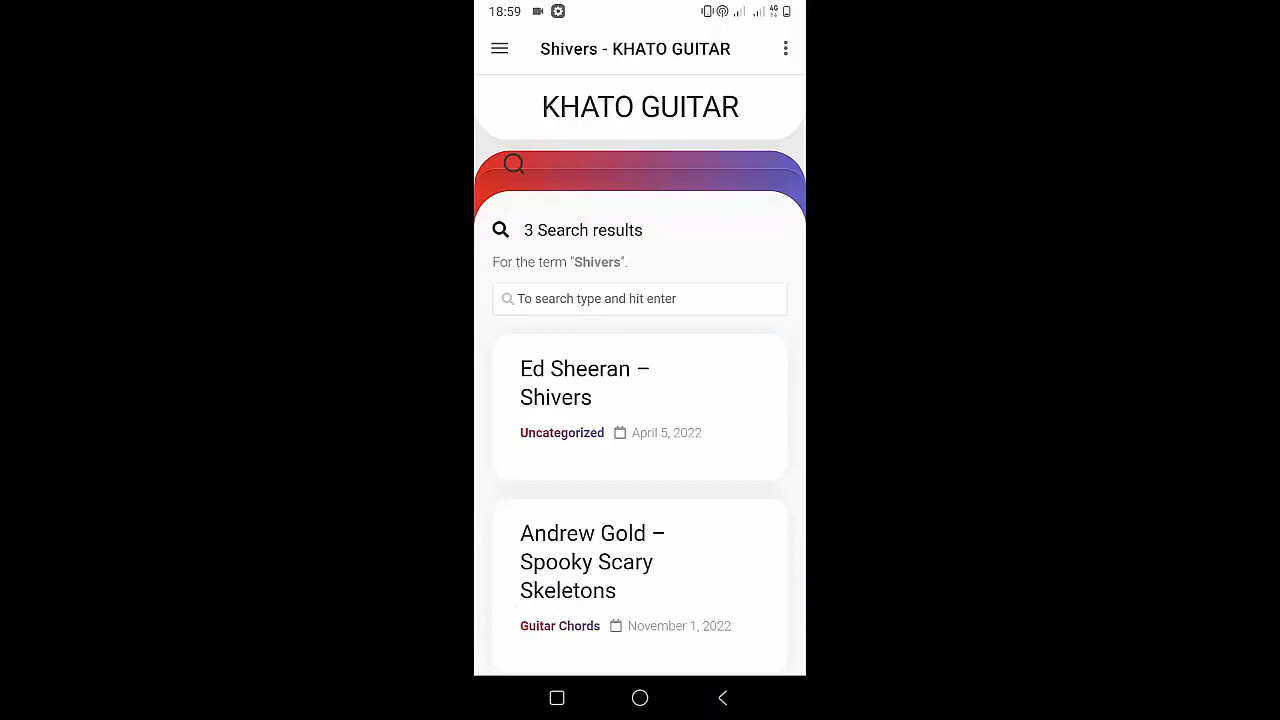 18:59
4G
Shivers - KHATO GUITAR
KHATO GUITAR
3 Search results
For the term "Shivers".
To search type and hit enter
Ed Sheeran –
Shivers
Uncategorized April 5, 2022
Andrew Gold –
Spooky Scary
Skeletons
Guitar Chords November 1, 2022